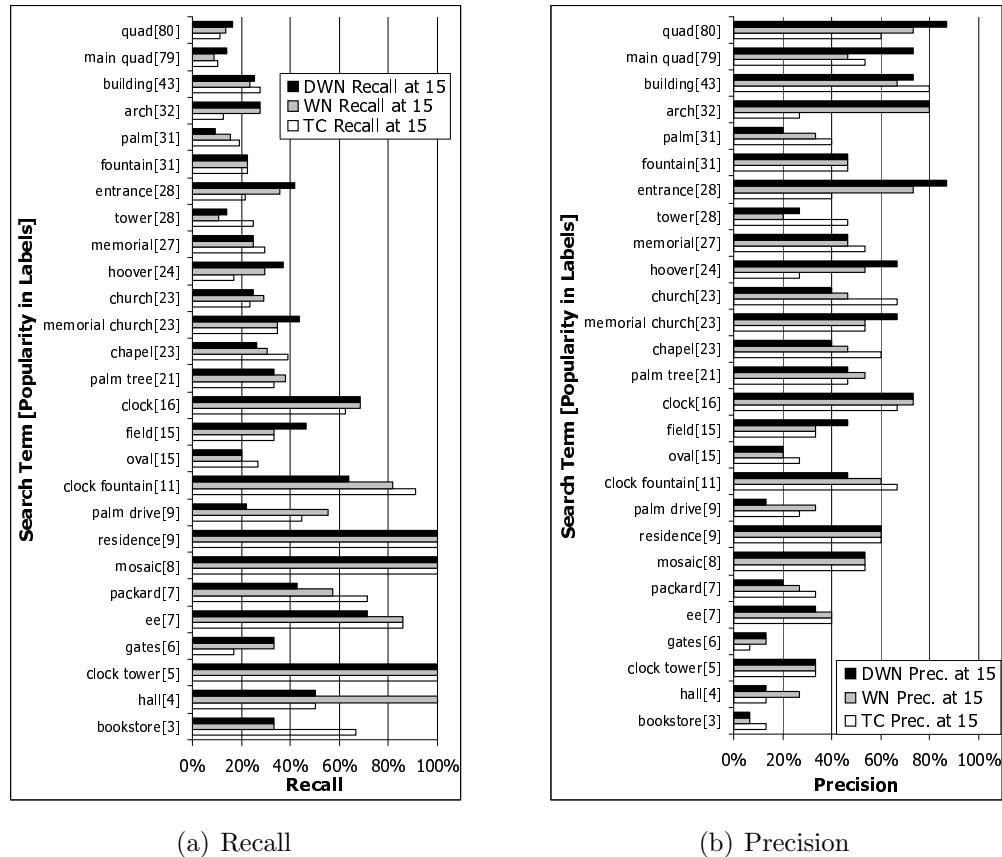 Search Term [Popularity in Labels]
quad[80]
main quad[79]
building[43]
arch[32]
palm[31]
fountain[31]
entrance[28]
tower[28]
memorial[27]
hoover[24]
church[23]
memorial church[23]
chapel[23]
palm tree[21]
clock[16]
field[15]
oval[15]
clock fountain[11]
palm drive[9]
residence[9]
mosaic[8]
packard[7]
ee[7]
gates[6]
clock tower[5]
hall[4]
bookstore[3]
DWN Recall at 15
WN Recall at 15
TC Recall at 15
0% 20% 40% 60% 80% 100%
Recall
(a) Recall
Search Term [Popularity in Labels]
quad[80]
main quad[79]
building[43]
arch[32]
palm[31]
fountain[31]
entrance[28]
tower[28]
memorial[27]
hoover[24]
church[23]
memorial church[23]
chapel[23]
palm tree[21]
clock[16]
field[15]
oval[15]
clock fountain[11]
palm drive[9]
residence[9]
mosaic[8]
packard[7]
ee[7]
gates[6]
clock tower[5]
hall[4]
bookstore[3]
DWN Prec. at 15
WN Prec. at 15
TC Prec. at 15
0% 20% 40% 60% 80% 100%
Precision
(b) Precision